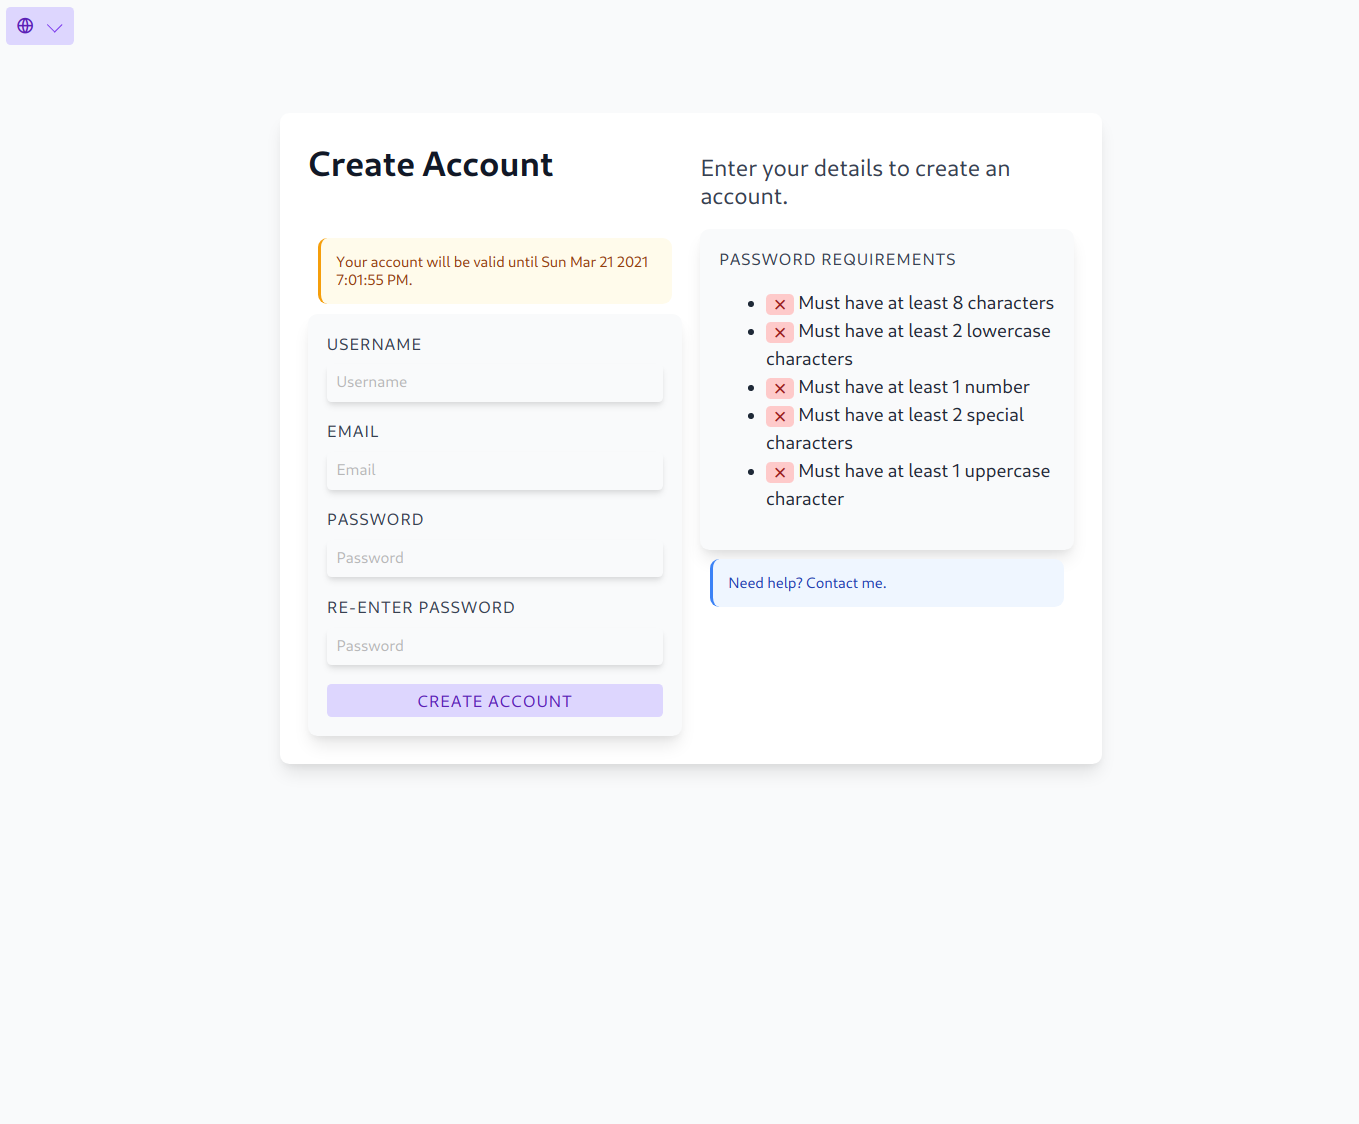 Create Account
Enter your details to create an
account.
Your account will be valid until Sun Mar 21 2021
7:01:55 PM.
USERNAME
Username
EMAIL
Email
PASSWORD
Password
RE-ENTER PASSWORD
Password
CREATE ACCOUNT
PASSWORD REQUIREMENTS
Must have at least 8 characters
Must have at least 2 lowercase
characters
Must have at least 1 number
Must have at least 2 special
characters
Must have at least 1 uppercase
character
Need help? Contact me.